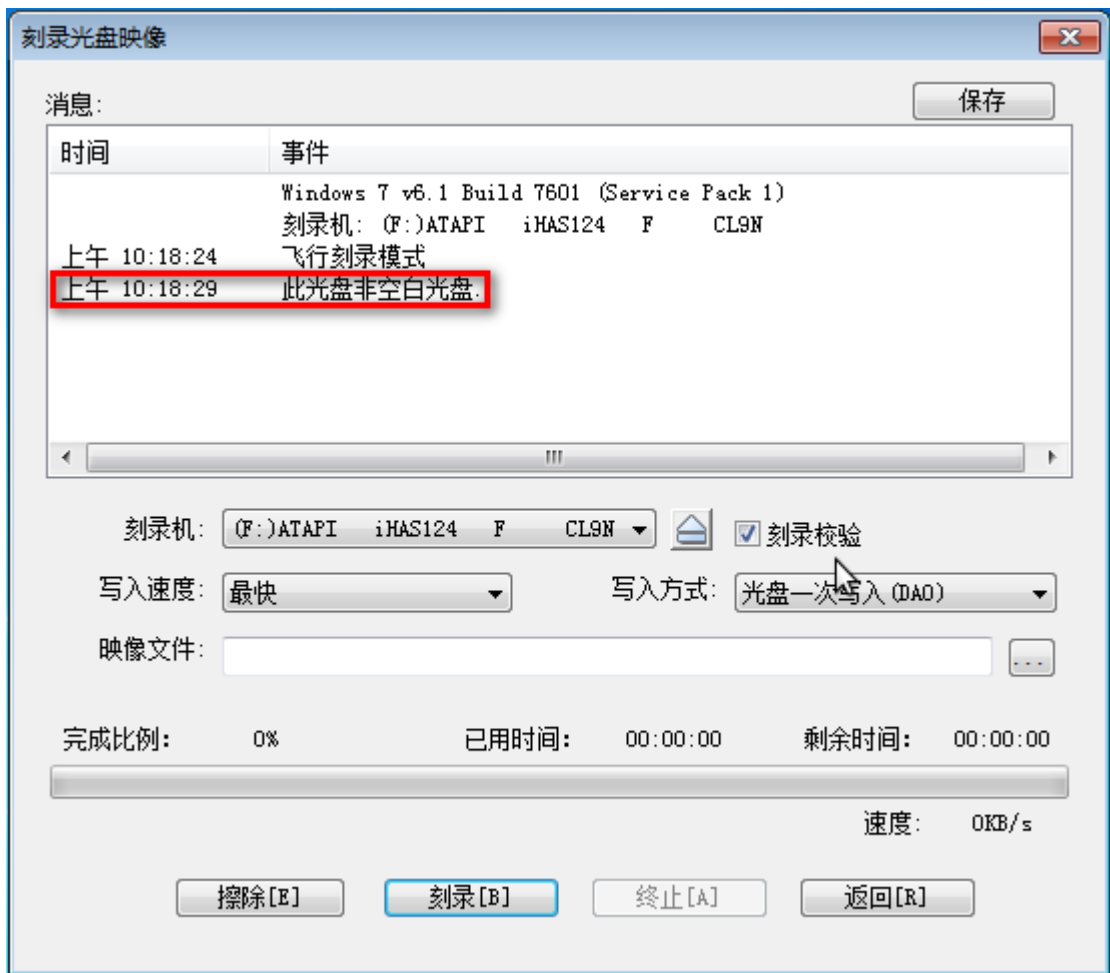 刻录光盘映像
消息:
保存
时间 事件
Windows 7 v6.1 Build 7601 (Service Pack 1)
刻录机: (F:)ATAPI iHAS124 F CL9N
上午 10:18:24 飞行刻录模式
上午 10:18:29 此光盘非空白光盘.
刻录机: (F:)ATAPI iHAS124 F CL9N 刻录校验
写入速度: 最快 写入方式: 光盘一次写入(DAO)
映像文件: ...
完成比例: 0% 已用时间: 00:00:00 剩余时间: 00:00:00
速度: 0KB/s
擦除[E] 刻录[B] 终止[A] 返回[R]